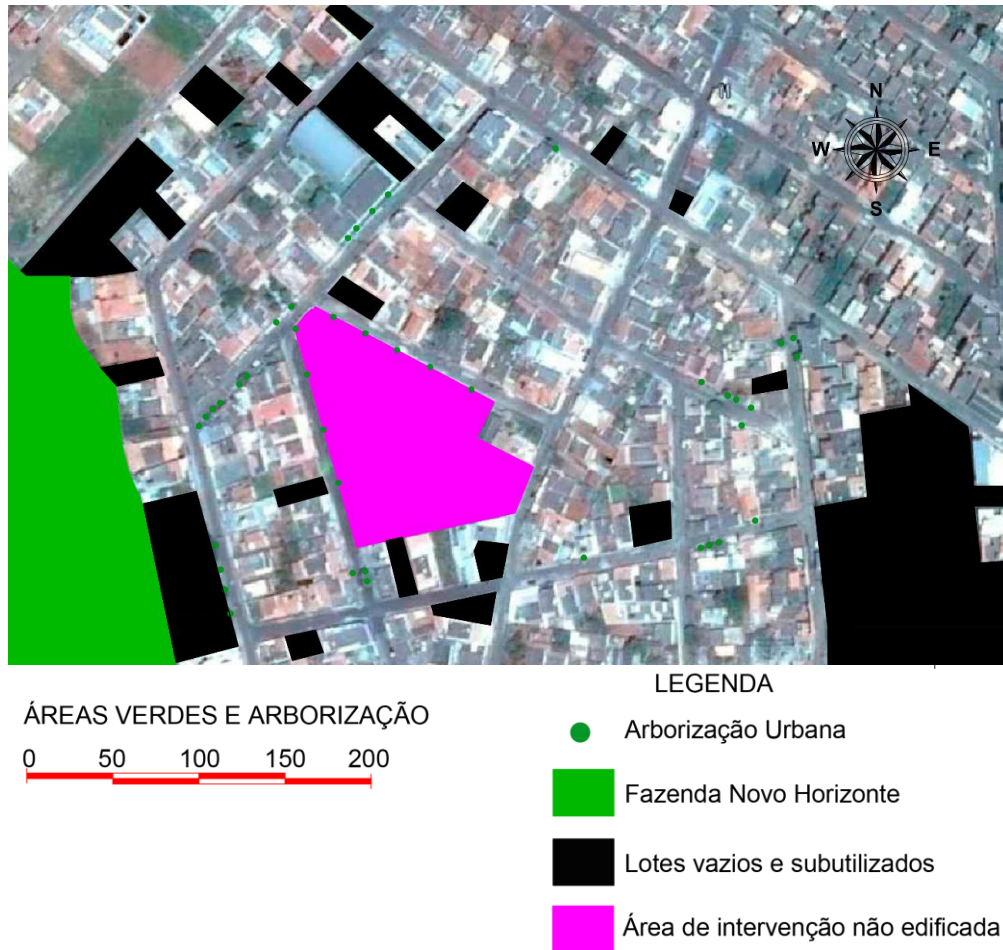 N
W E
S
ÁREAS VERDES E ARBORIZAÇÃO
0 50 100 150 200
LEGENDA
Arborização Urbana
Fazenda Novo Horizonte
Lotes vazios e subutilizados
Área de intervenção não edificada